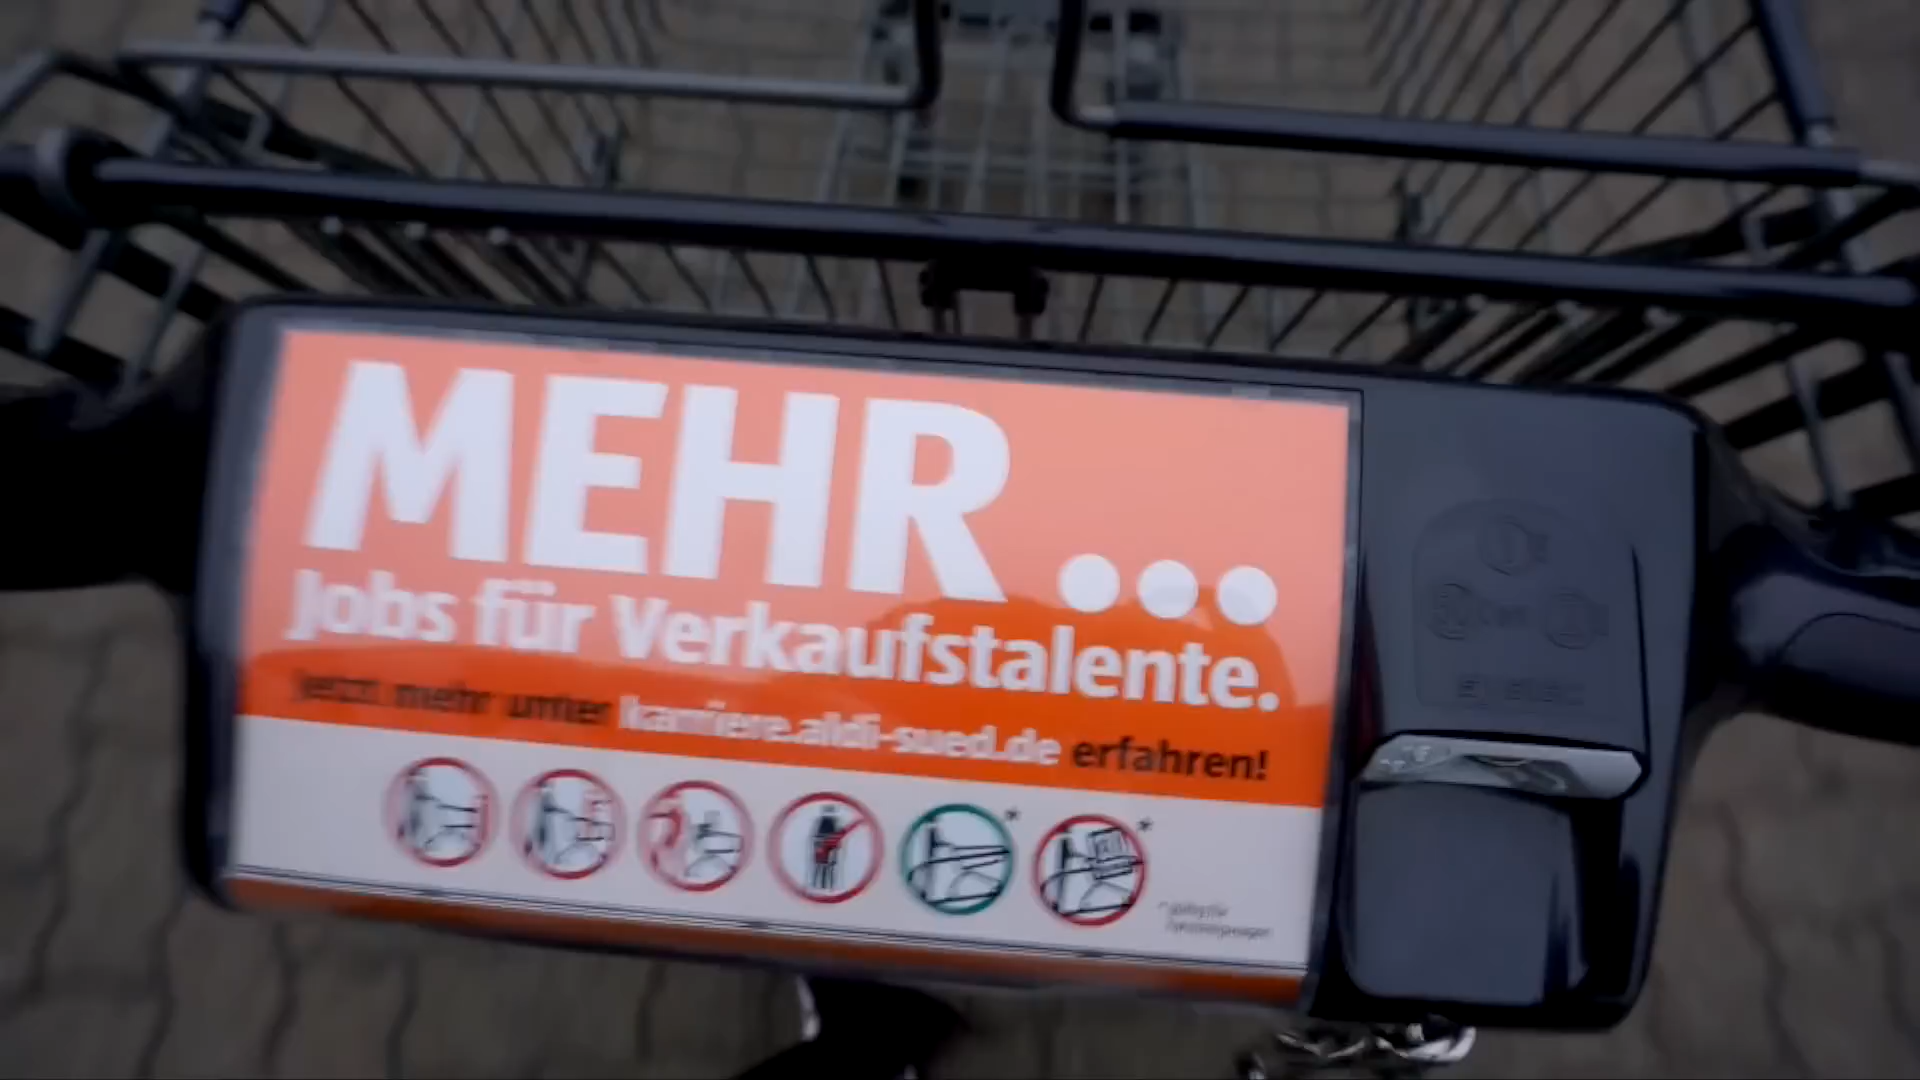 MEHR...
Jobs für Verkaufstalente.
Jetzt mehr unter karriere.aldi-sued.de erfahren!